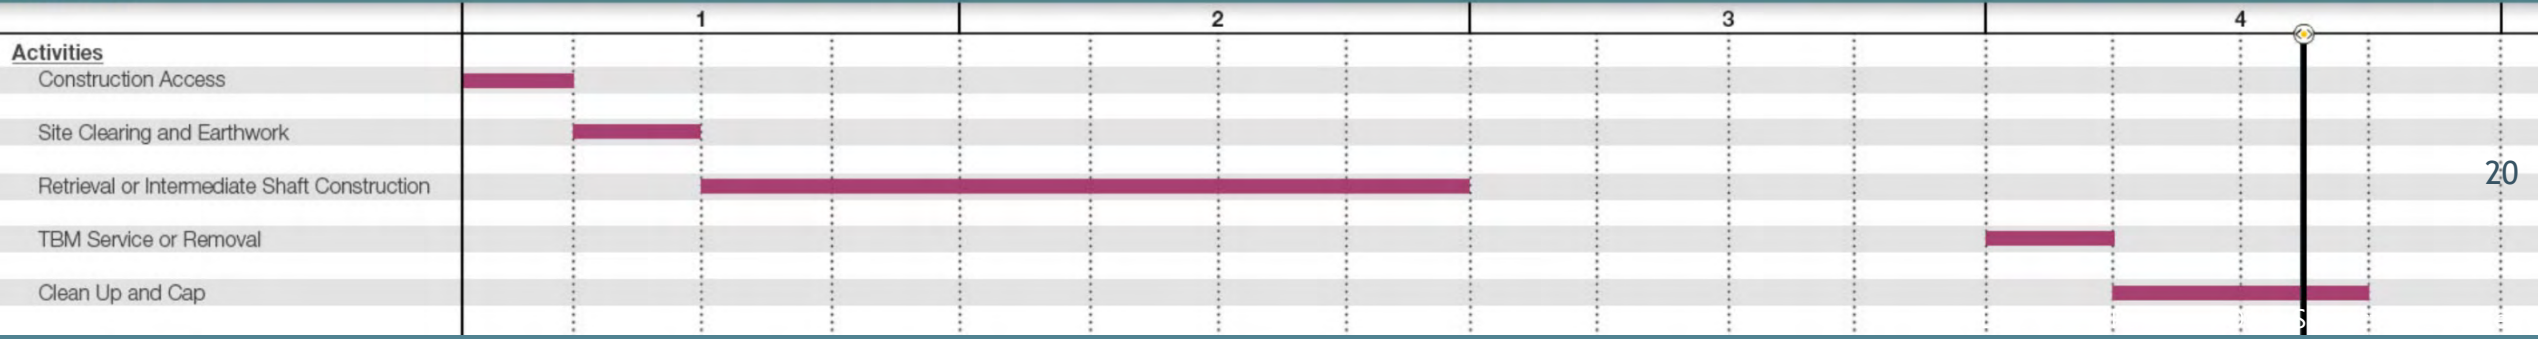 1 2 3 4
Activities
Construction Access
Site Clearing and Earthwork
Retrieval or Intermediate Shaft Construction
20
TBM Service or Removal
Clean Up and Cap